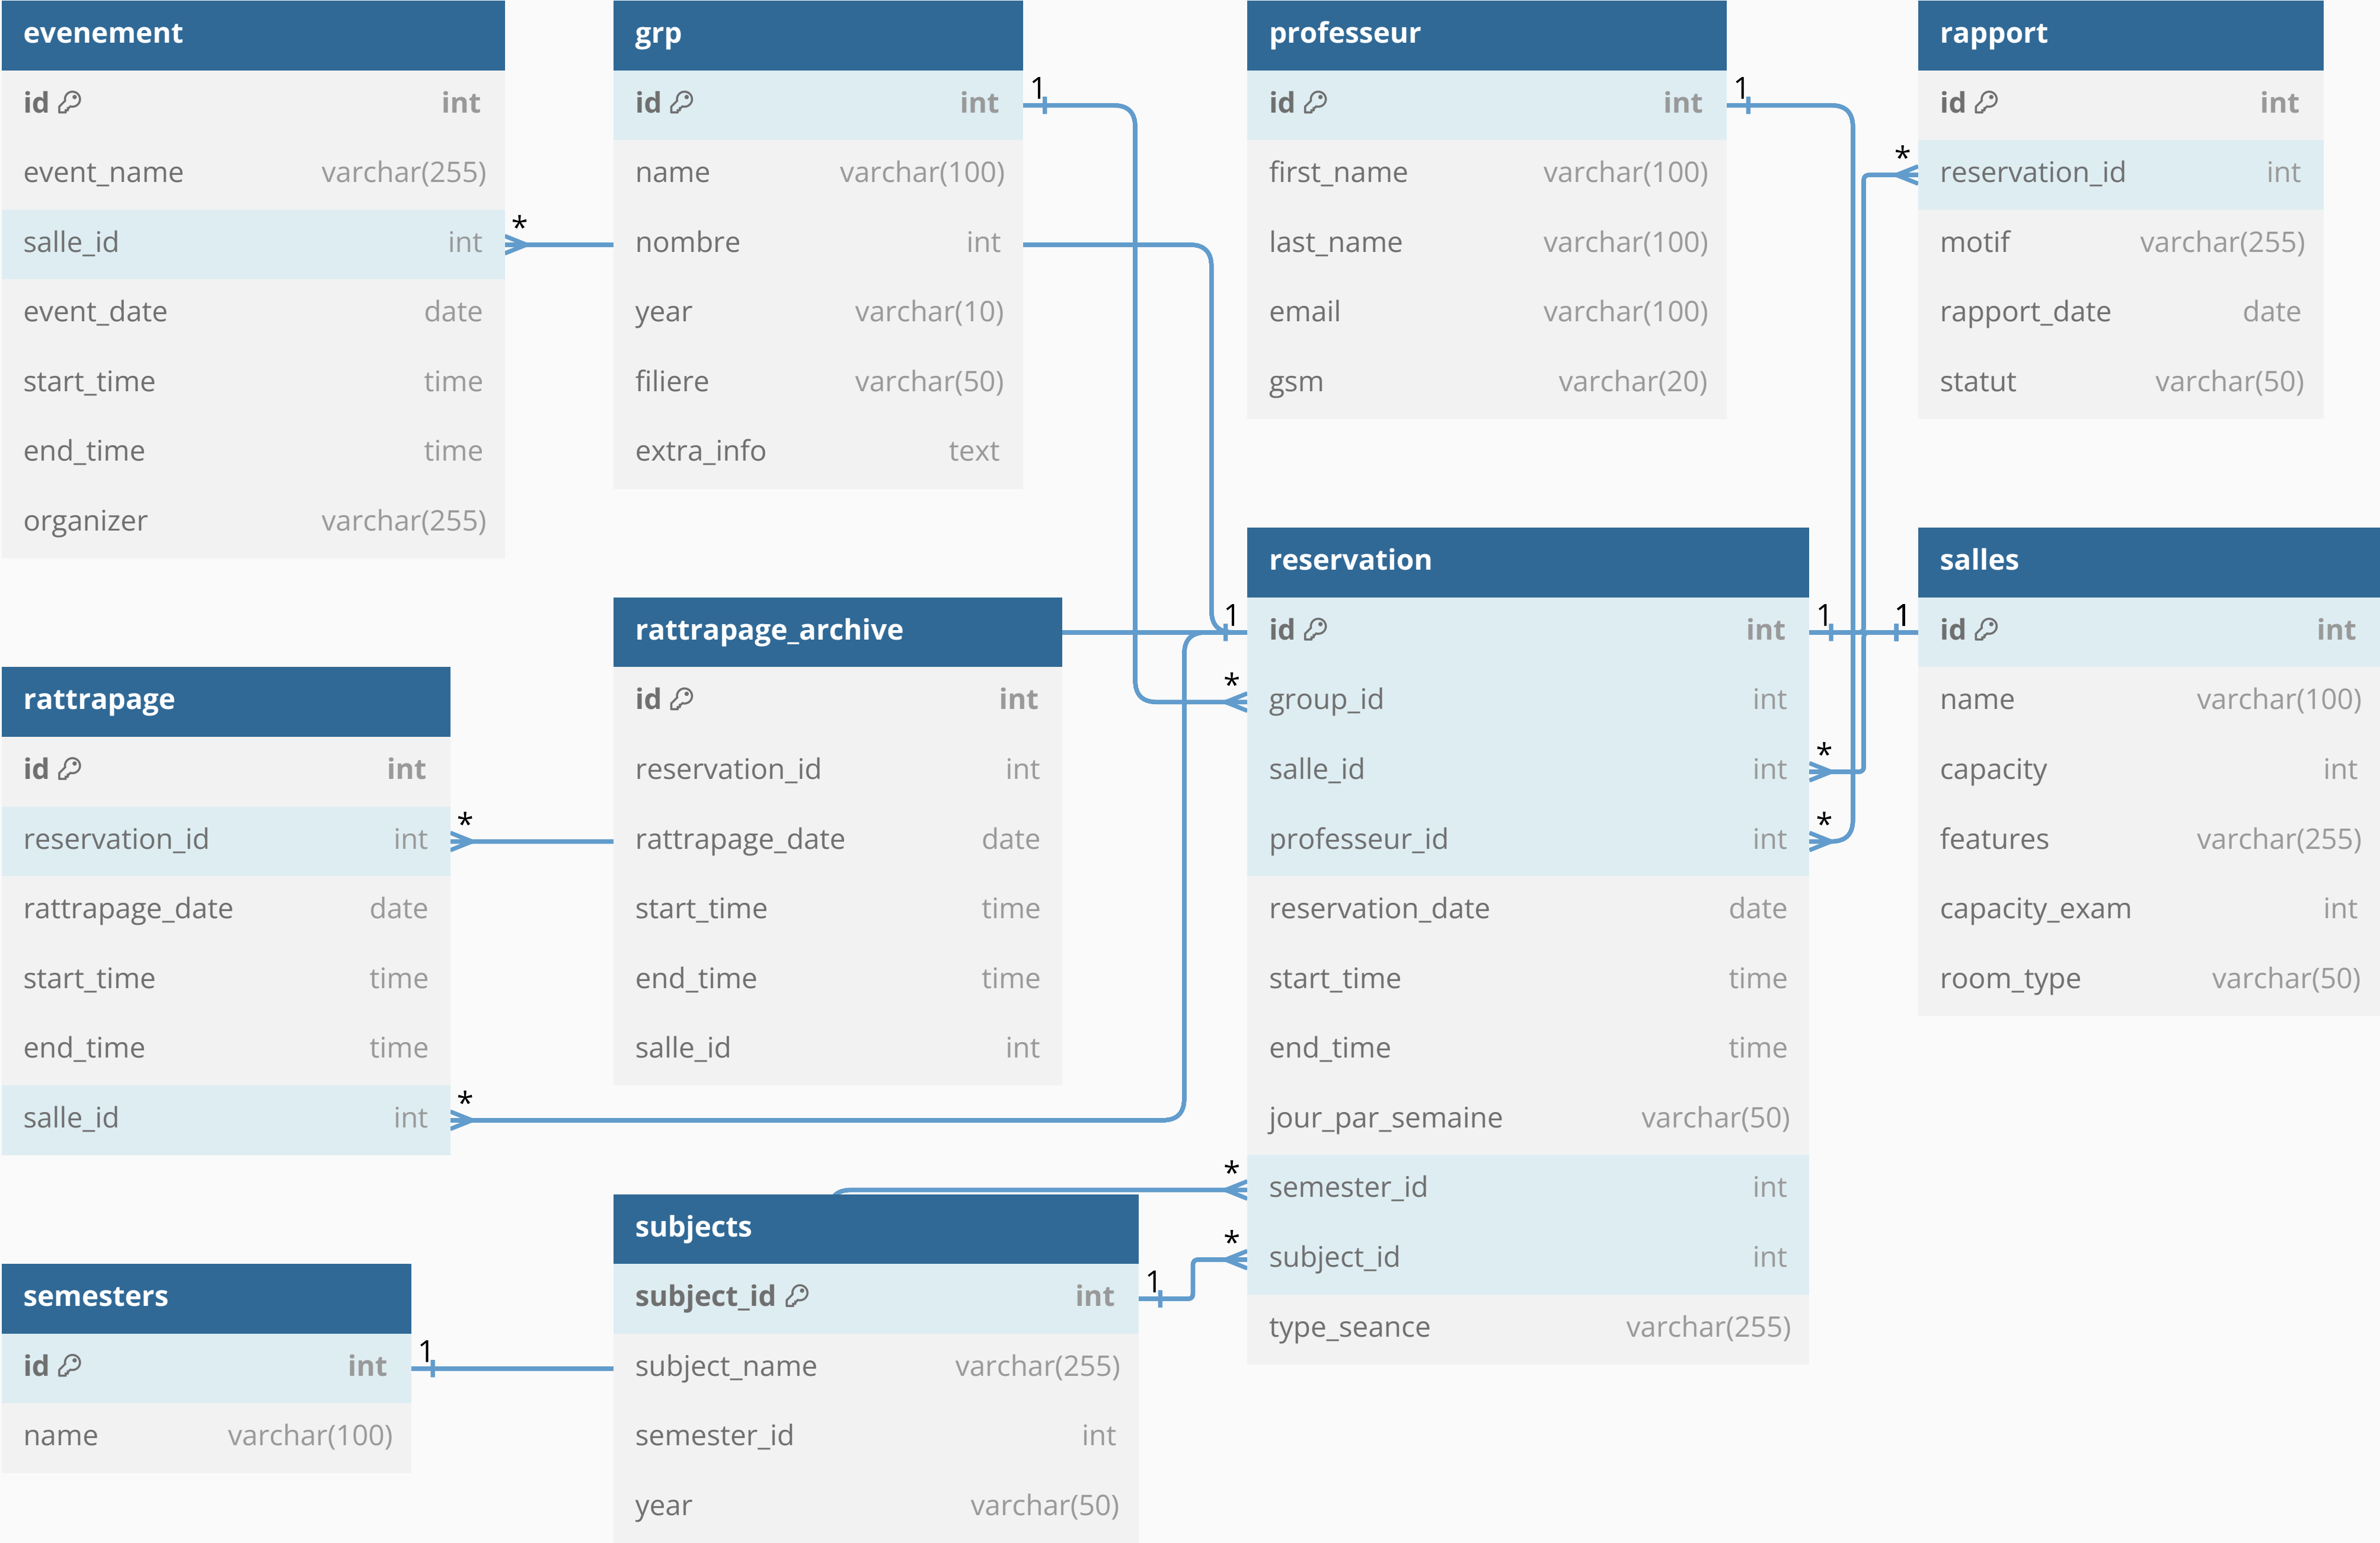 evenement
id int
event_name varchar(255)
salle_id int
event_date date
start_time time
end_time time
organizer varchar(255)
*
grp
id int
name varchar(100)
nombre int
year varchar(10)
filiere varchar(50)
extra_info text
1
professeur
id int
first_name varchar(100)
last_name varchar(100)
email varchar(100)
gsm varchar(20)
1
rapport
id int
reservation_id int
motif varchar(255)
rapport_date date
statut varchar(50)
*
rattrapage
id int
reservation_id int
rattrapage_date date
start_time time
end_time time
salle_id int
*
*
rattrapage_archive
id int
reservation_id int
rattrapage_date date
start_time time
end_time time
salle_id int
reservation
1 id int 1
* group_id int
salle_id int *
professeur_id int *
reservation_date date
start_time time
end_time time
jour_par_semaine varchar(50)
* semester_id int
* subject_id int
type_seance varchar(255)
salles
1 id int
name varchar(100)
capacity int
features varchar(255)
capacity_exam int
room_type varchar(50)
semesters
id int 1
name varchar(100)
subjects
subject_id int 1
subject_name varchar(255)
semester_id int
year varchar(50)